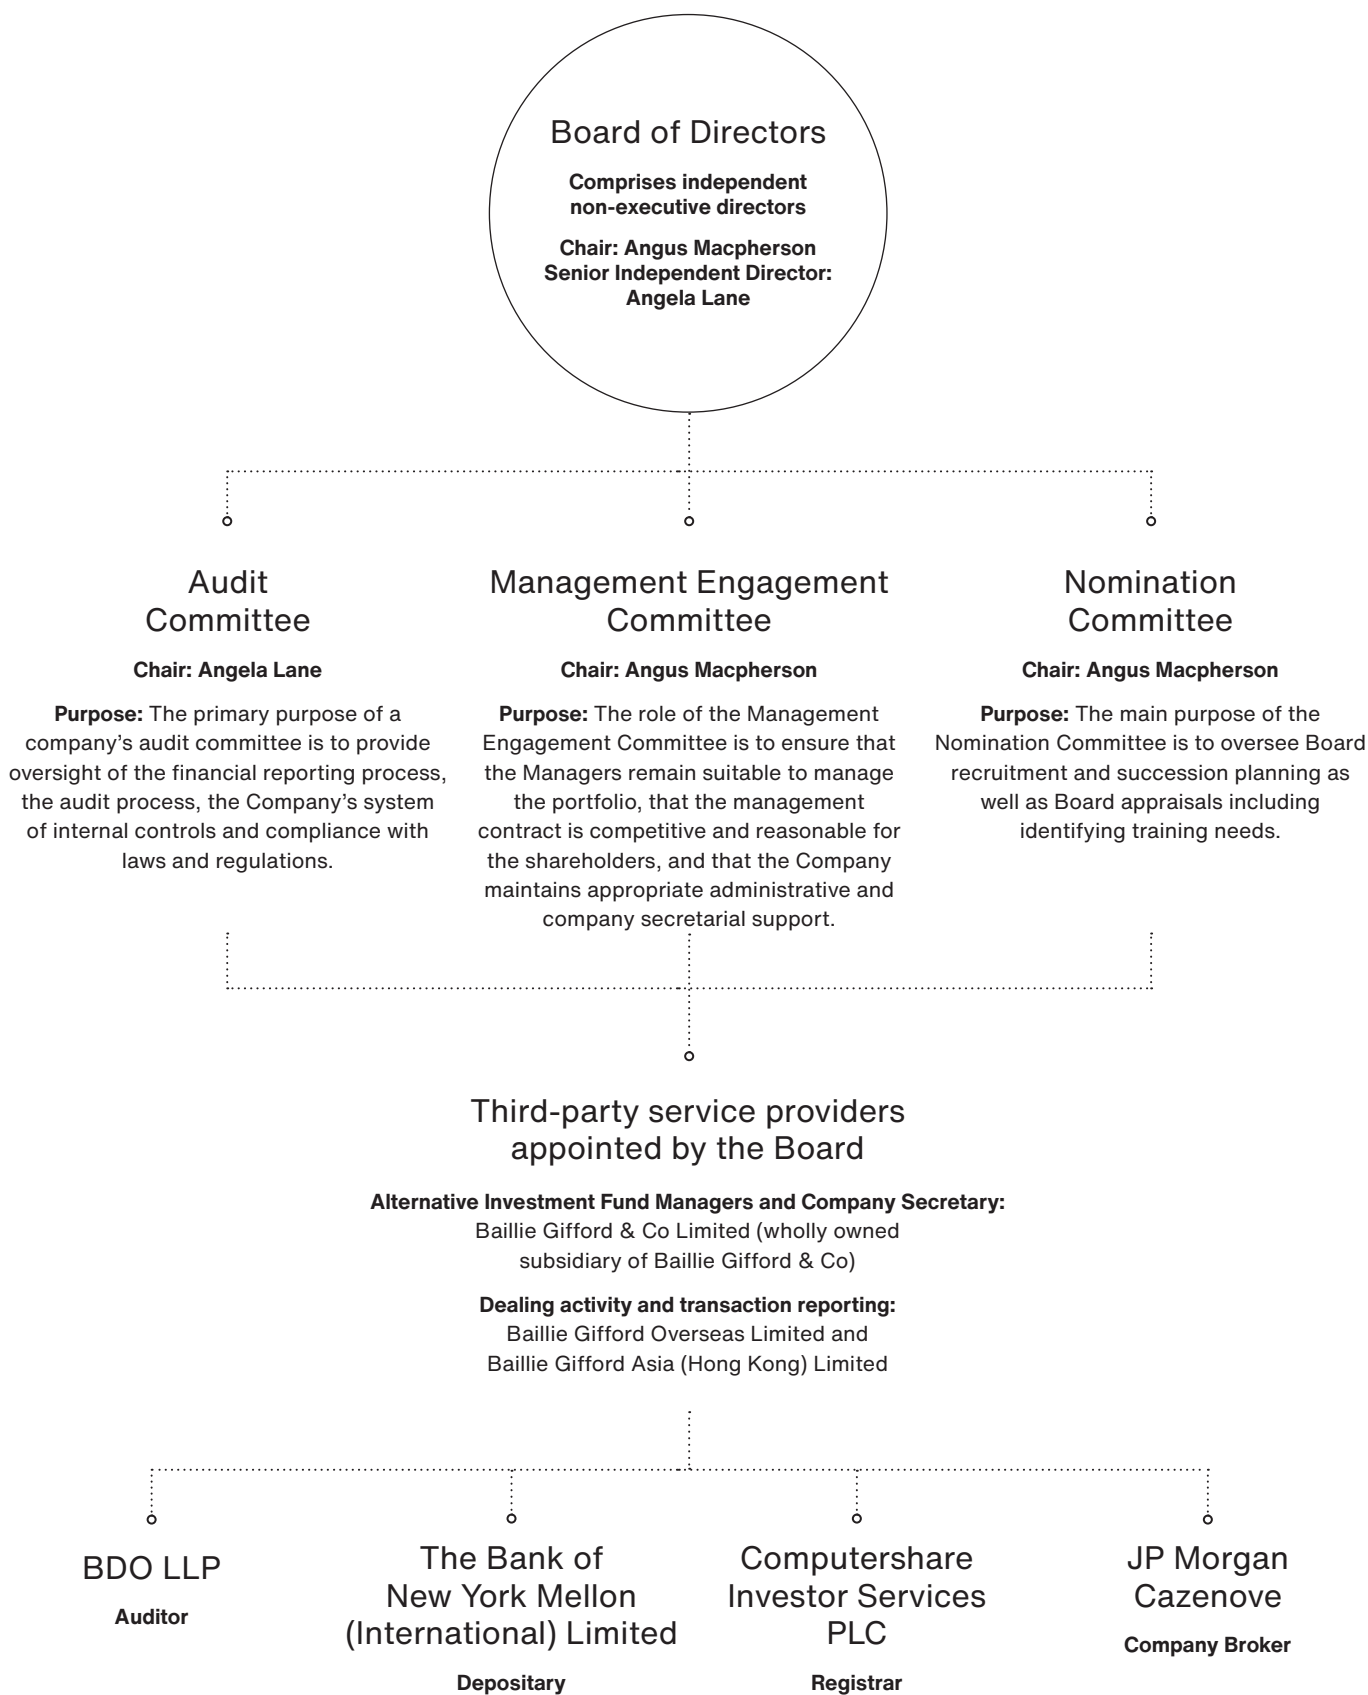 Board of Directors
Comprises independent
non-executive directors
Chair: Angus Macpherson
Senior Independent Director:
Angela Lane
Audit
Committee
Chair: Angela Lane
Purpose: The primary purpose of a
company’s audit committee is to provide
oversight of the financial reporting process,
the audit process, the Company’s system
of internal controls and compliance with
laws and regulations.
Management Engagement
Committee
Chair: Angus Macpherson
Purpose: The role of the Management
Engagement Committee is to ensure that
the Managers remain suitable to manage
the portfolio, that the management
contract is competitive and reasonable for
the shareholders, and that the Company
maintains appropriate administrative and
company secretarial support.
Nomination
Committee
Chair: Angus Macpherson
Purpose: The main purpose of the
Nomination Committee is to oversee Board
recruitment and succession planning as
well as Board appraisals including
identifying training needs.
Third-party service providers
appointed by the Board
Alternative Investment Fund Managers and Company Secretary:
Baillie Gifford & Co Limited (wholly owned
subsidiary of Baillie Gifford & Co)
Dealing activity and transaction reporting:
Baillie Gifford Overseas Limited and
Baillie Gifford Asia (Hong Kong) Limited
BDO LLP
Auditor
The Bank of
New York Mellon
(International) Limited
Depositary
Computershare
Investor Services
PLC
Registrar
JP Morgan
Cazenove
Company Broker